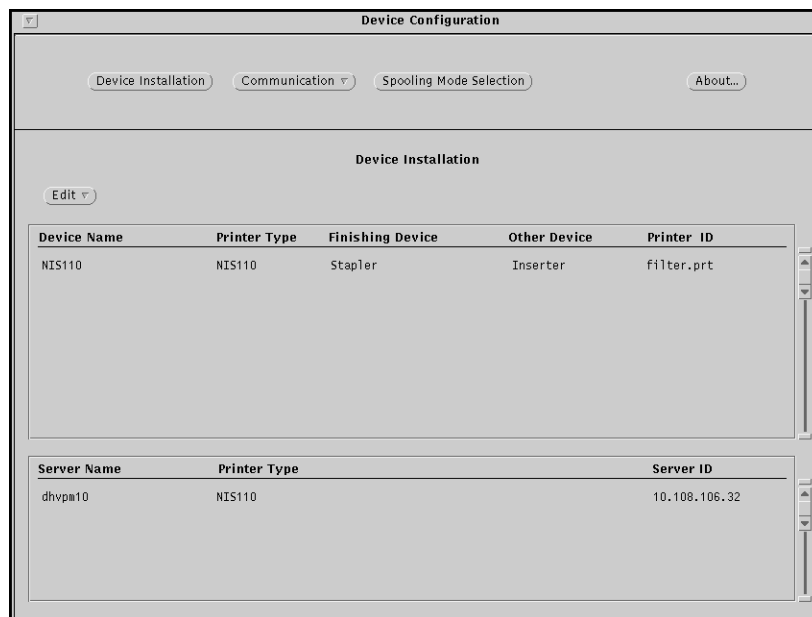 Device Configuration
Device Installation Communication Spooling Mode Selection About...
Device Installation
Edit
Device Name Printer Type Finishing Device Other Device Printer ID
NIS110 NIS110 Stapler Inserter filter.prt
Server Name Printer Type Server ID
dhvpm10 NIS110 10.108.106.32